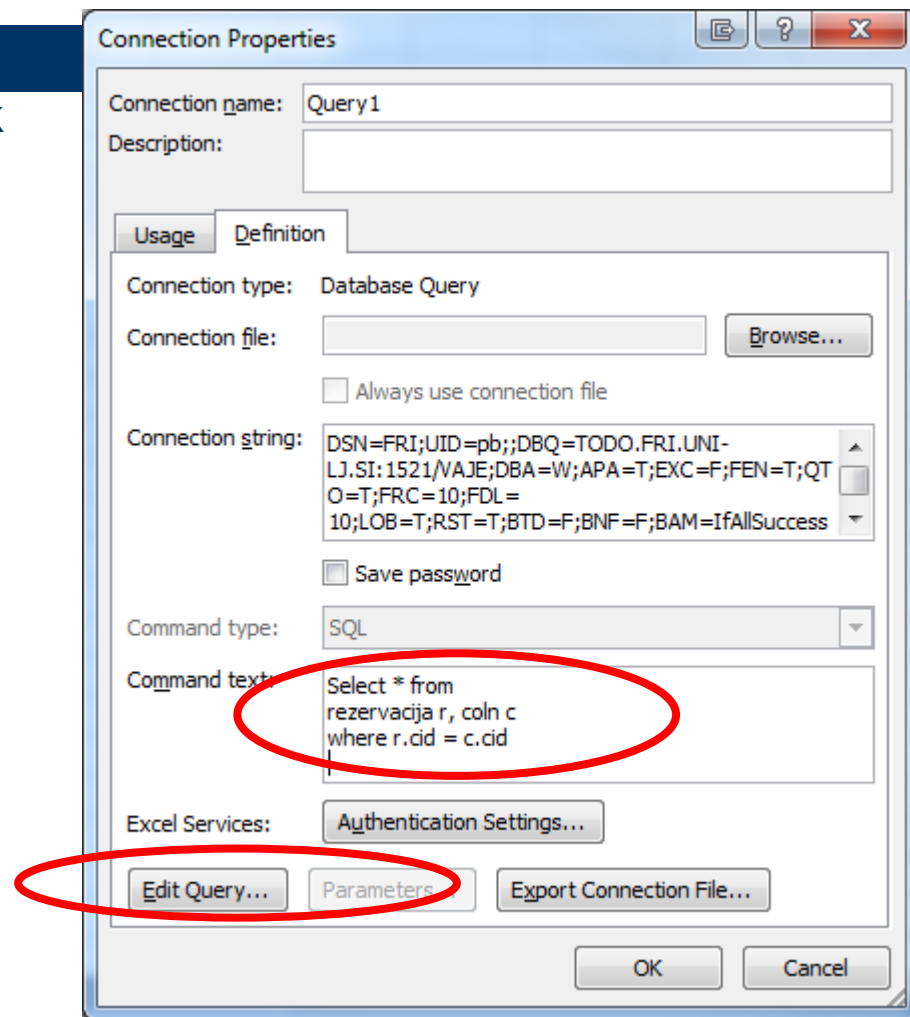 Connection Properties
Connection name: Query1
Description:
Usage Definition
Connection type: Database Query
Connection file: Browse...
Always use connection file
Connection string: DSN=FRI;UID=pb;;DBQ=TODO.FRI.UNI-
LJ.SI:1521/VAJE;DBA=W;APA=T;EXC=F;FEN=T;QT
O=T;FRC=10;FDL=
10;LOB=T;RST=T;BTD=F;BNF=F;BAM=IfAllSuccess
Save password
Command type: SQL
Command text: Select * from
rezervacija r, coln c
where r.cid = c.cid
Excel Services: Authentication Settings...
Edit Query... Parameters... Export Connection File...
OK Cancel